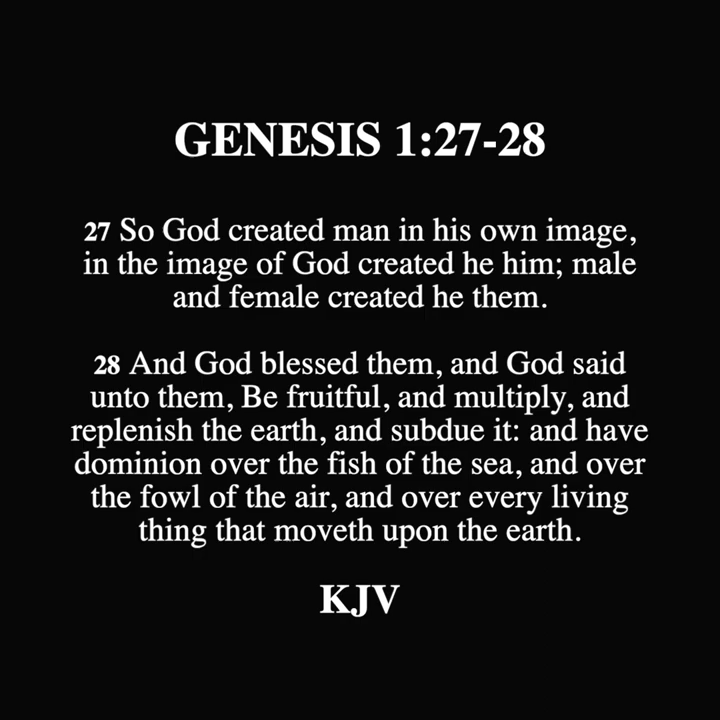 GENESIS 1:27-28
27 So God created man in his own image,
in the image of God created he him; male
and female created he them.
28 And God blessed them, and God said
unto them, Be fruitful, and multiply, and
replenish the earth, and subdue it: and have
dominion over the fish of the sea, and over
the fowl of the air, and over every living
thing that moveth upon the earth.
KJV